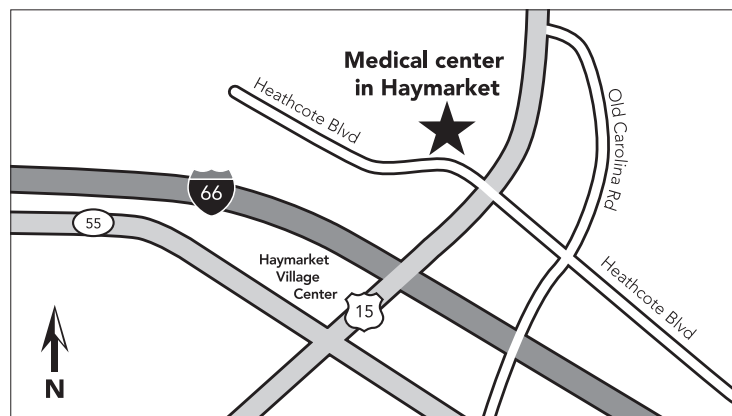 Medical center
in Haymarket
Heathcote Blvd
Old Carolina Rd
66
55
Haymarket
Village
Center
15
Heathcote Blvd
N